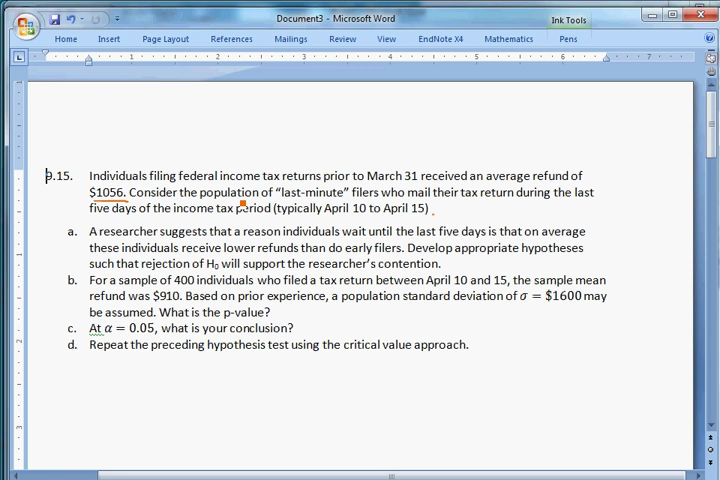 Document3 - Microsoft Word
Ink Tools
Home Insert Page Layout References Mailings Review View EndNote X4 Mathematics Pens
1 2 3 4 5 6 7
9.15. Individuals filing federal income tax returns prior to March 31 received an average refund of
$1056. Consider the population of “last-minute” filers who mail their tax return during the last
five days of the income tax period (typically April 10 to April 15) .
a. A researcher suggests that a reason individuals wait until the last five days is that on average
these individuals receive lower refunds than do early filers. Develop appropriate hypotheses
such that rejection of H₀ will support the researcher’s contention.
b. For a sample of 400 individuals who filed a tax return between April 10 and 15, the sample mean
refund was $910. Based on prior experience, a population standard deviation of σ = $1600 may
be assumed. What is the p-value?
c. At α = 0.05, what is your conclusion?
d. Repeat the preceding hypothesis test using the critical value approach.